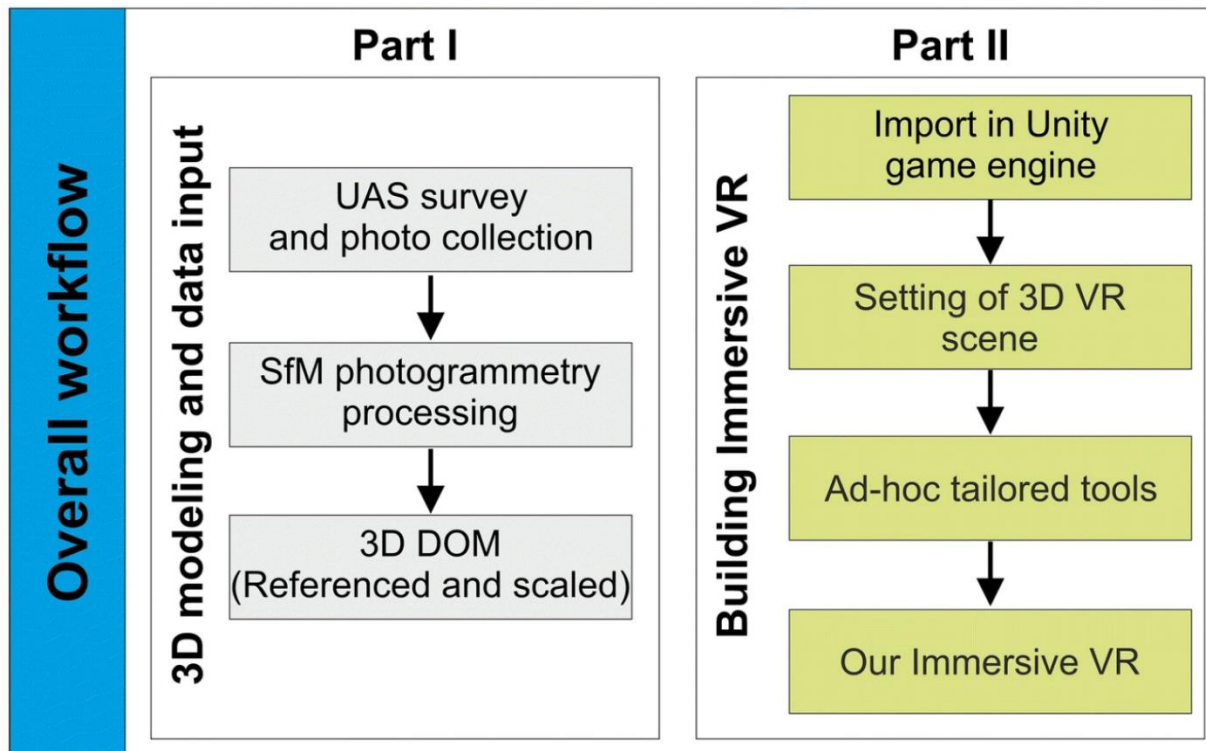 Overall workflow
Part I
3D modeling and data input
UAS survey
and photo collection
SfM photogrammetry
processing
3D DOM
(Referenced and scaled)
Part II
Building Immersive VR
Import in Unity
game engine
Setting of 3D VR
scene
Ad-hoc tailored tools
Our Immersive VR